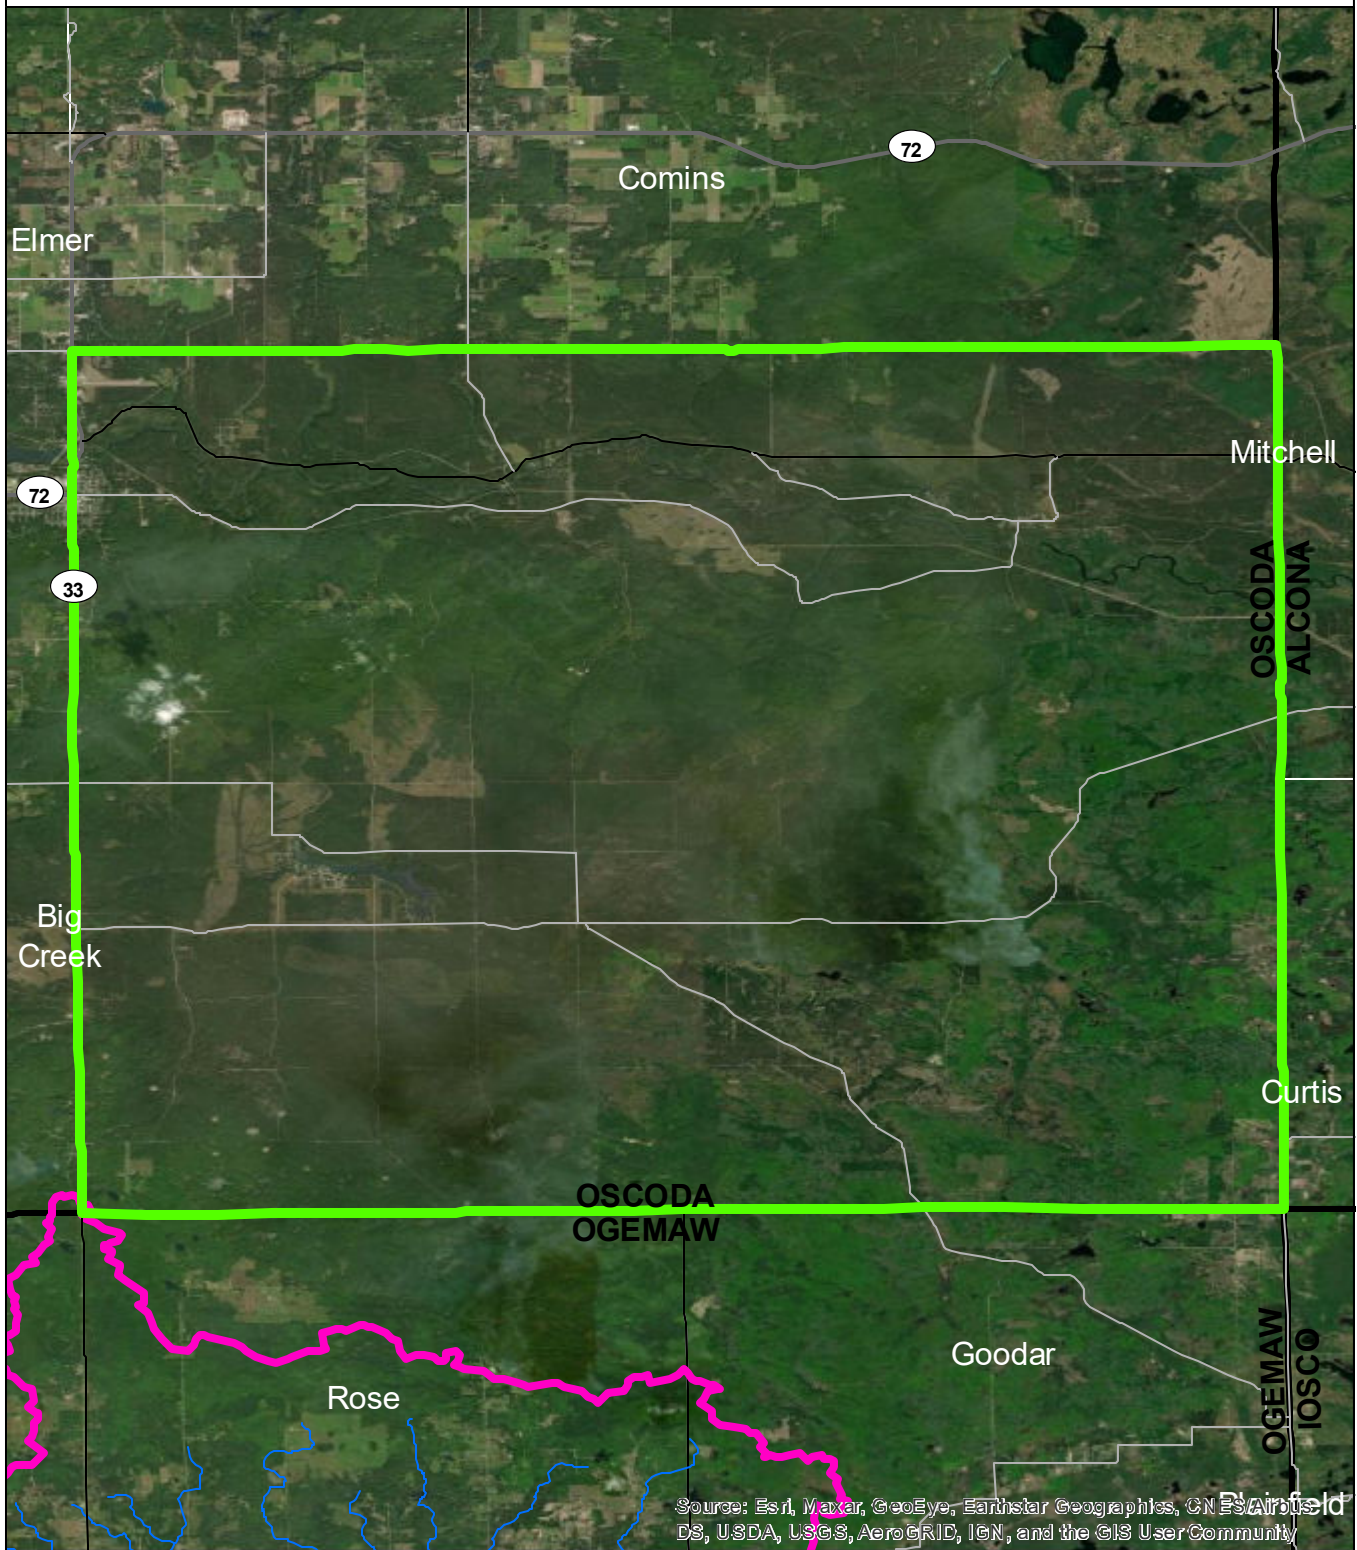 72
Comins
Elmer
Mitchell
72
33
OSCODA
ALCONA
Big
Creek
Curtis
OSCODA
OGEMAW
Goodar
OGEMAW
IOSCO
Rose
Plainfield
Source: Esri, Maxar, GeoEye, Earthstar Geographics, CNES/Airbus
DS, USDA, USGS, AeroGRID, IGN, and the GIS User Community